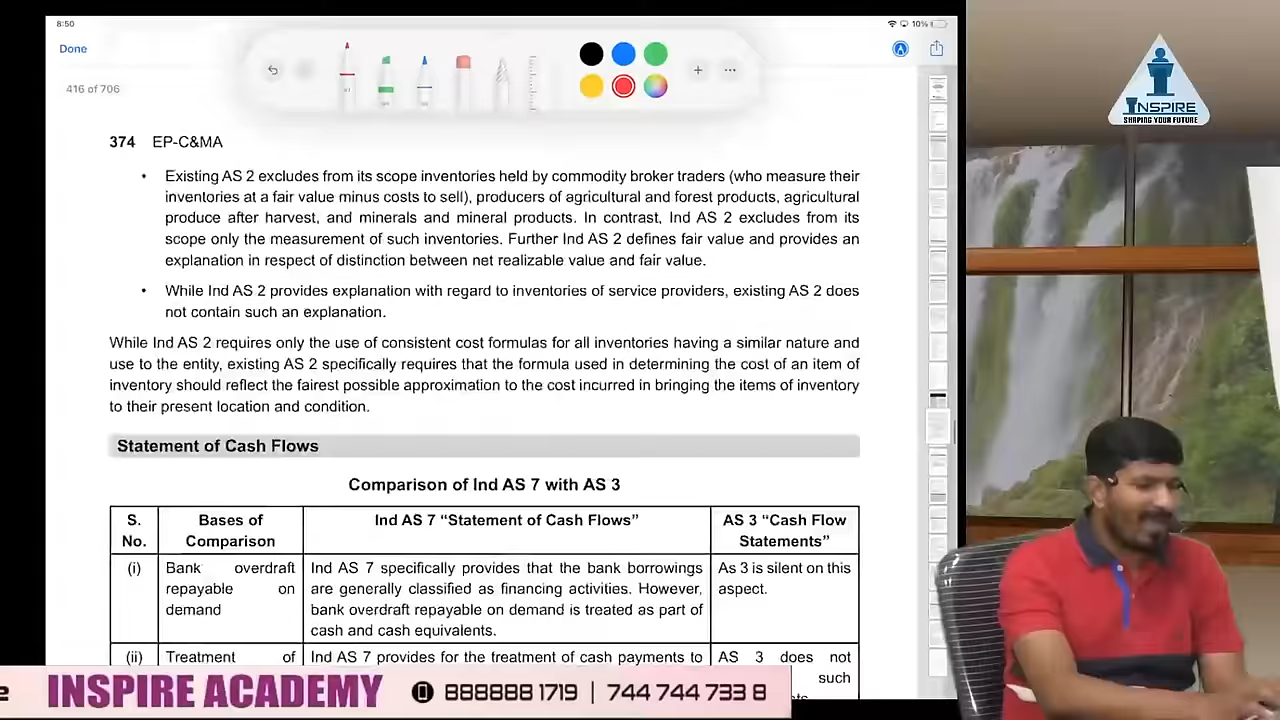 8:50
10%
Done
416 of 706
INSPIRE
SHAPING YOUR FUTURE
374 EP-C&MA
• Existing AS 2 excludes from its scope inventories held by commodity broker traders (who measure their
inventories at a fair value minus costs to sell), producers of agricultural and forest products, agricultural
produce after harvest, and minerals and mineral products. In contrast, Ind AS 2 excludes from its
scope only the measurement of such inventories. Further Ind AS 2 defines fair value and provides an
explanation in respect of distinction between net realizable value and fair value.
• While Ind AS 2 provides explanation with regard to inventories of service providers, existing AS 2 does
not contain such an explanation.
While Ind AS 2 requires only the use of consistent cost formulas for all inventories having a similar nature and
use to the entity, existing AS 2 specifically requires that the formula used in determining the cost of an item of
inventory should reflect the fairest possible approximation to the cost incurred in bringing the items of inventory
to their present location and condition.
Statement of Cash Flows
Comparison of Ind AS 7 with AS 3
S. No.
Bases of Comparison
Ind AS 7 “Statement of Cash Flows”
AS 3 “Cash Flow Statements”
(i)
Bank overdraft
repayable on
demand
Ind AS 7 specifically provides that the bank borrowings
are generally classified as financing activities. However,
bank overdraft repayable on demand is treated as part of
cash and cash equivalents.
As 3 is silent on this
aspect.
(ii)
Treatment of
Ind AS 7 provides for the treatment of cash payments
AS 3 does not
such
INSPIRE ACADEMY 88888 1719 | 744 744 733 8